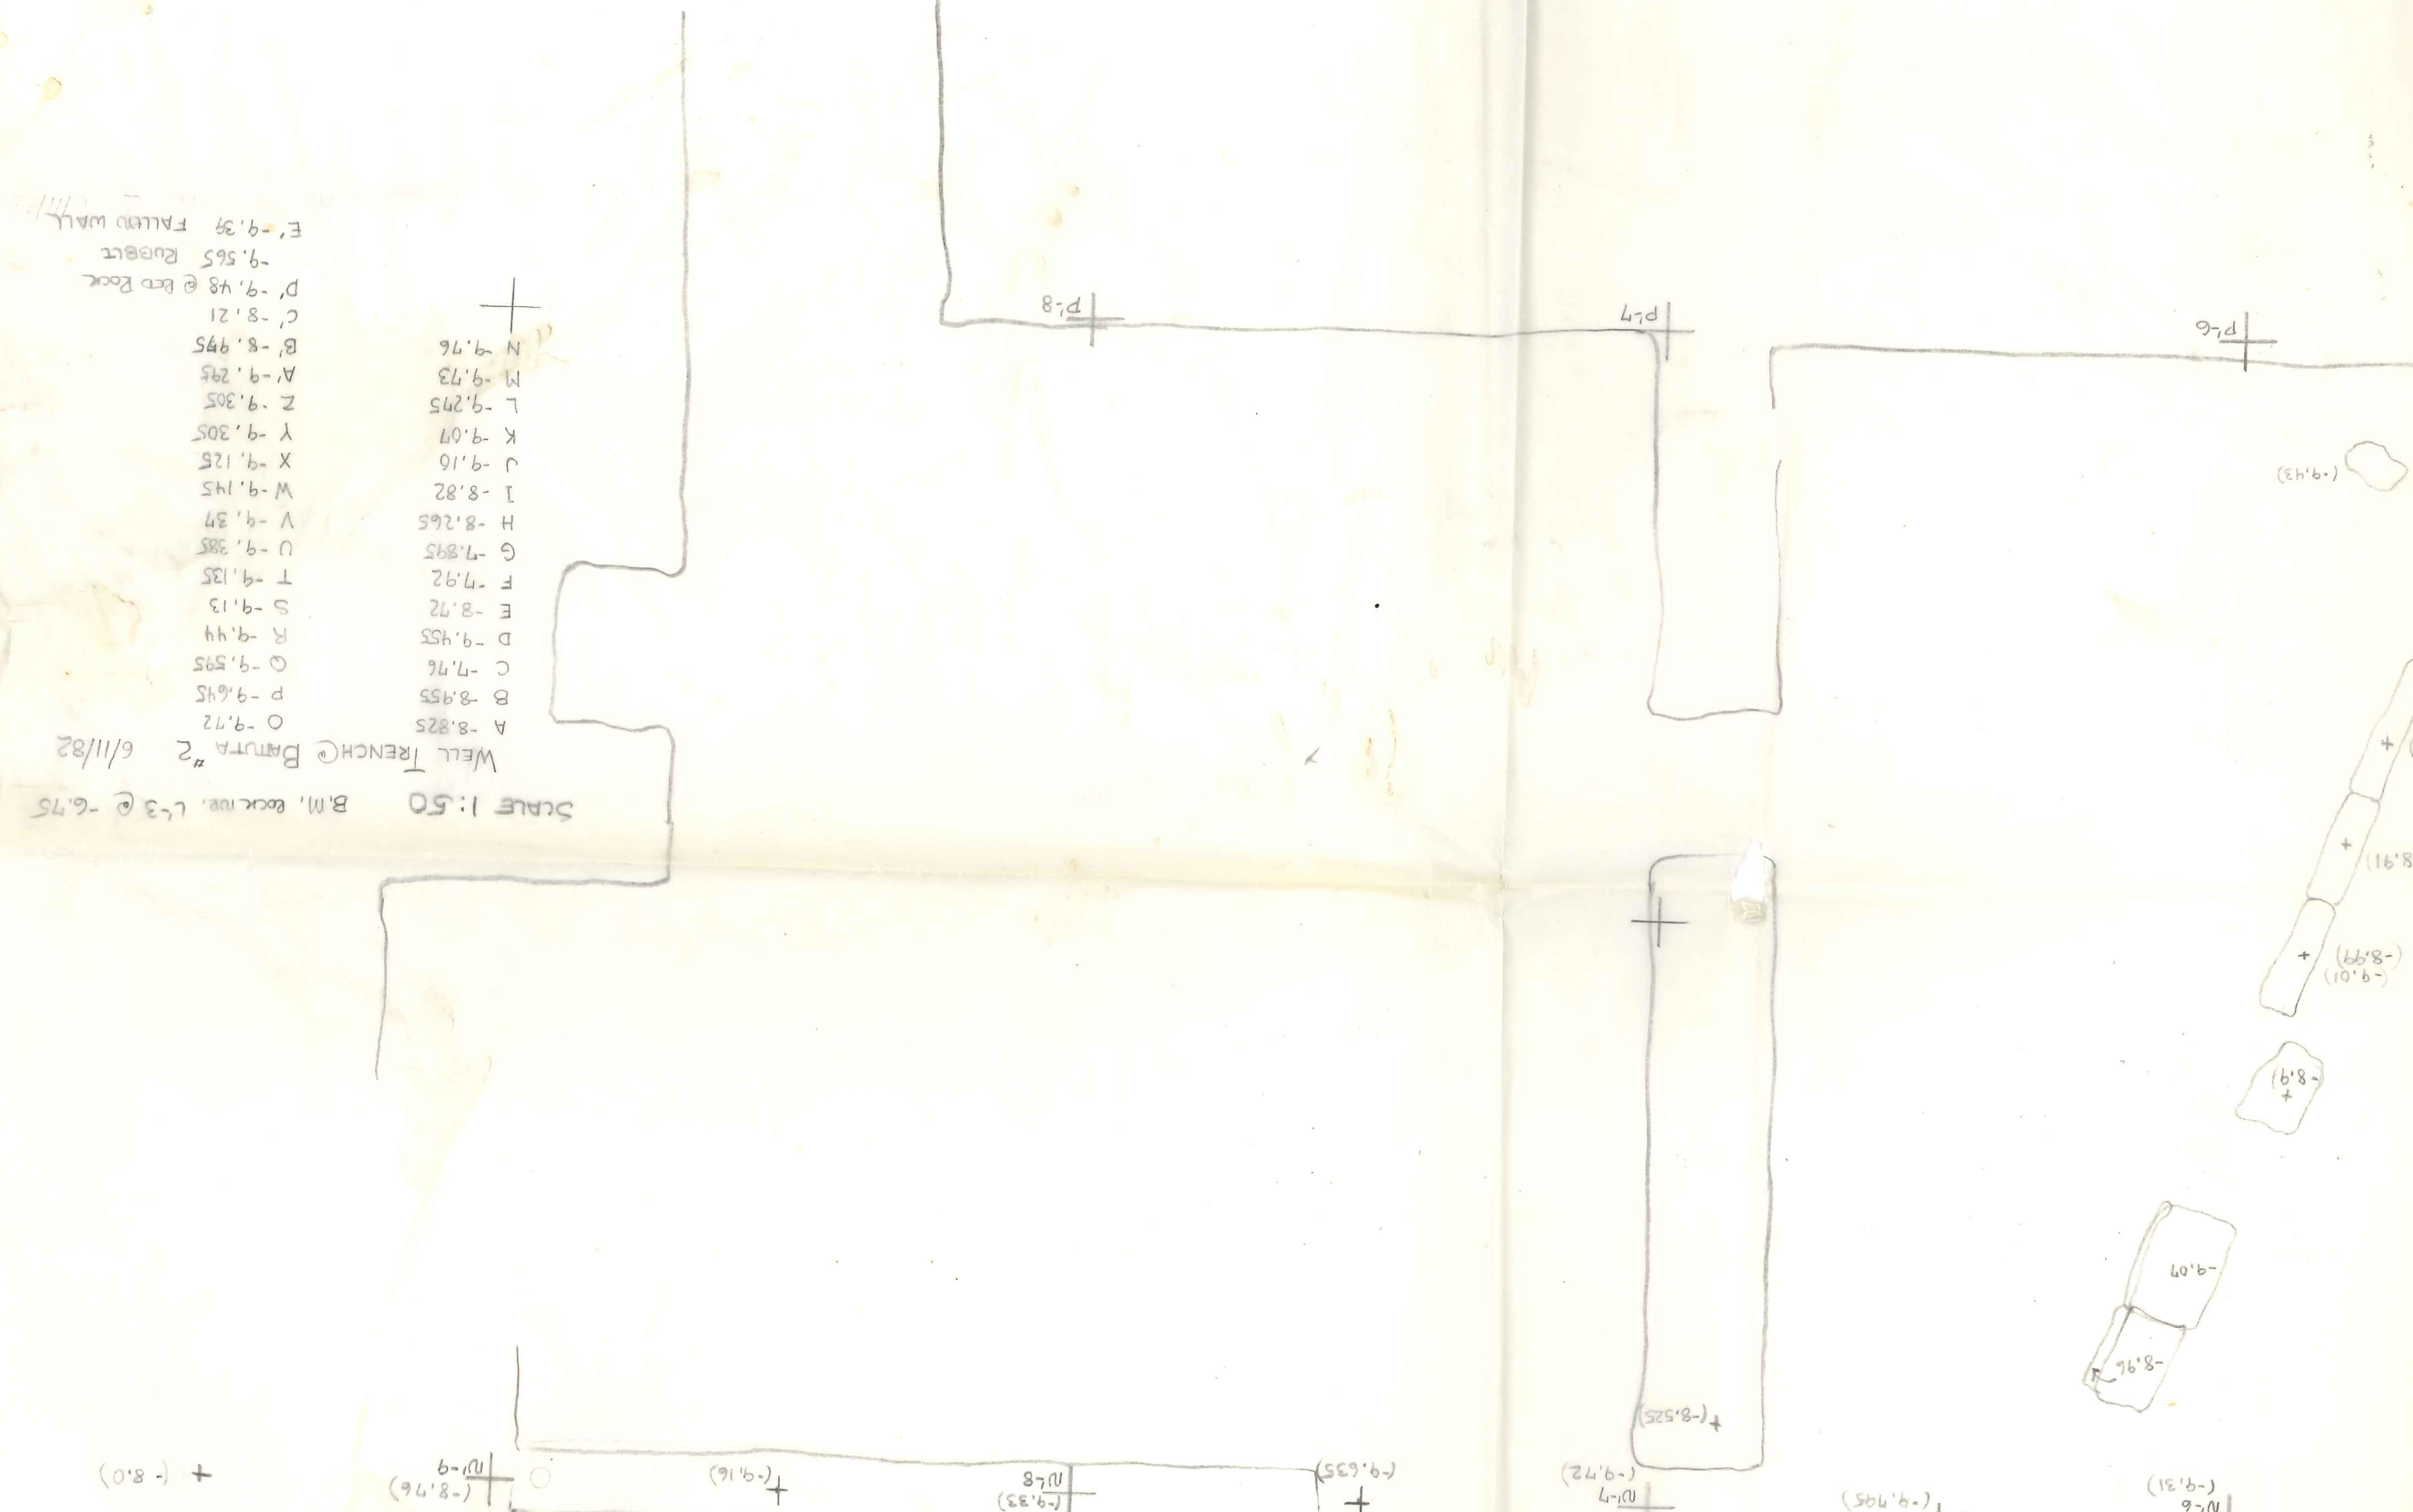 N'-6
(-9.31)
(-9.795)
N'-7
(-9.72)
(-9.635)
(-9.33)
N'-8
(-9.16)
(-8.76)
N'-9
(-8.0)
(-8.525)
-8.96
-9.07
-8.9)
(-9.01)
(-8.99)
8.91)
SCALE 1:50 B.M. ROCK NR. L'-3 @ -6.75
WELL TRENCH @ BATUTA #2 6/11/82
A -8.825
B -8.955
C -7.76
D -9.455
E -8.72
F -7.92
G -7.895
H -8.265
I -8.82
J -9.16
K -9.07
L -9.275
M -9.73
N -9.76
O -9.72
P -9.645
Q -9.595
R -9.44
S -9.13
T -9.135
U -9.385
V -9.37
W -9.145
X -9.125
Y -9.305
Z -9.305
A' -9.295
B' -8.975
C' -8.21
D' -9.48 @ RED ROCK
-9.565 RUBBLE
E' -9.39 FALLEN WALL
(-9.43)
P'-6
P'-7
P'-8